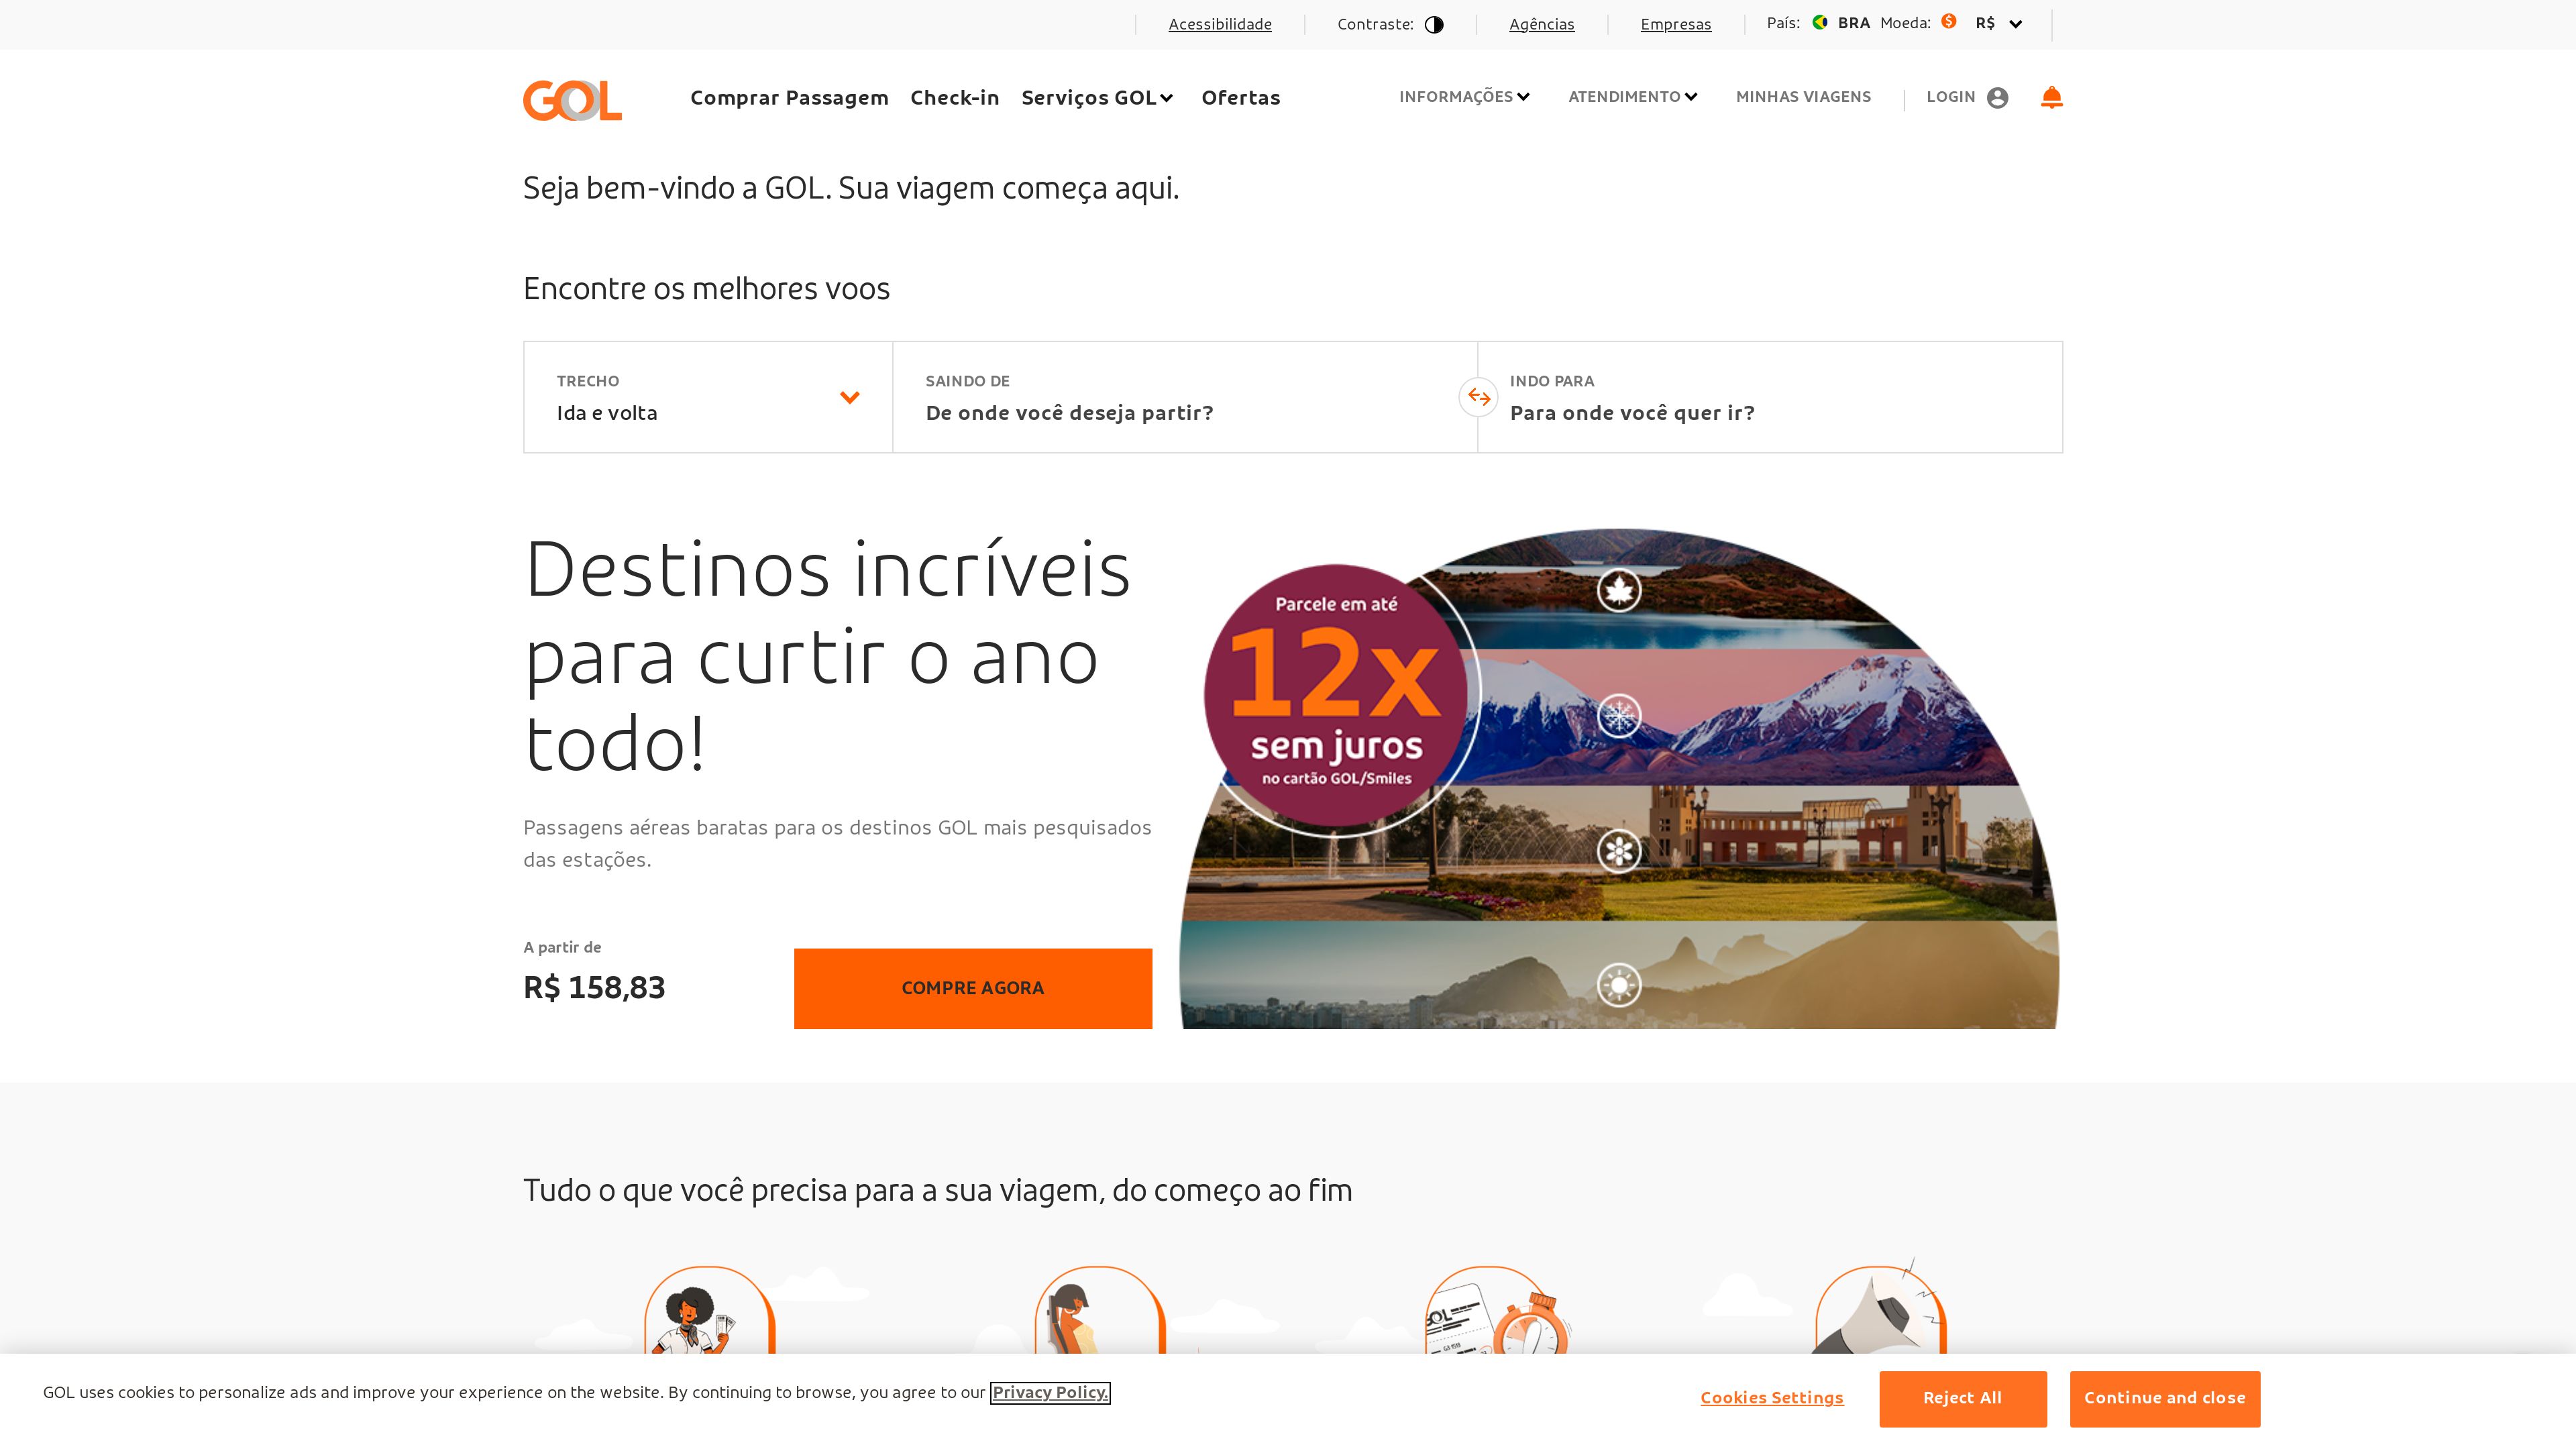 Acessibilidade
Contraste:
Agências
Empresas
País:
BRA
Moeda:
$
R$
GOL
Comprar Passagem
Check-in
Serviços GOL
Ofertas
INFORMAÇÕES
ATENDIMENTO
MINHAS VIAGENS
LOGIN
Seja bem-vindo a GOL. Sua viagem começa aqui.
Encontre os melhores voos
TRECHO
Ida e volta
SAINDO DE
De onde você deseja partir?
INDO PARA
Para onde você quer ir?
Destinos incríveis
para curtir o ano
todo!
Passagens aéreas baratas para os destinos GOL mais pesquisados
das estações.
A partir de
R$ 158,83
COMPRE AGORA
Parcele em até
12x
sem juros
no cartão GOL/Smiles
Tudo o que você precisa para a sua viagem, do começo ao fim
GOL
GOL uses cookies to personalize ads and improve your experience on the website. By continuing to browse, you agree to our Privacy Policy.
Cookies Settings
Reject All
Continue and close